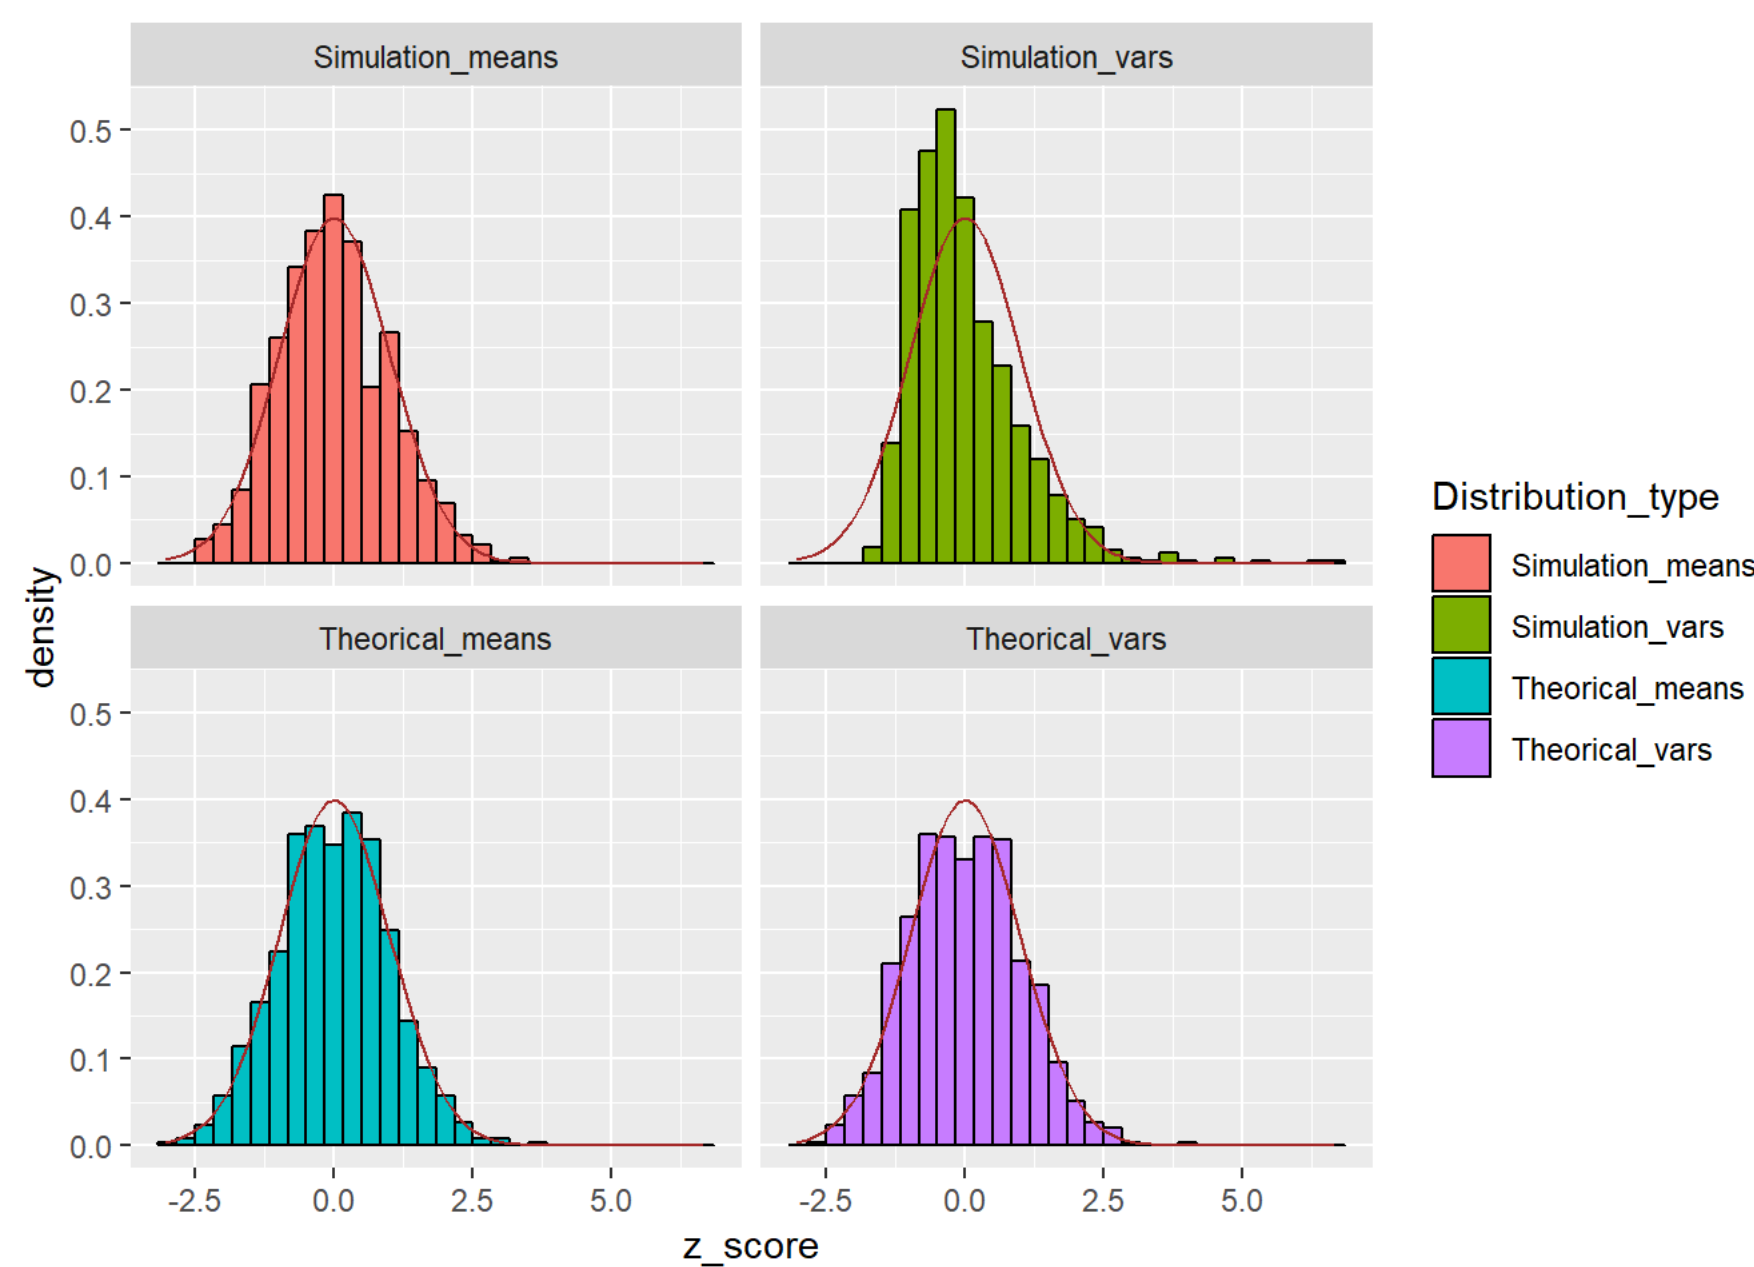 Simulation_means
Simulation_vars
0.5
0.4
0.3
0.2
0.1
0.0
Theorical_means
Theorical_vars
0.5
0.4
0.3
0.2
0.1
0.0
-2.5
0.0
2.5
5.0
-2.5
0.0
2.5
5.0
z_score
density
Distribution_type
Simulation_means
Simulation_vars
Theorical_means
Theorical_vars